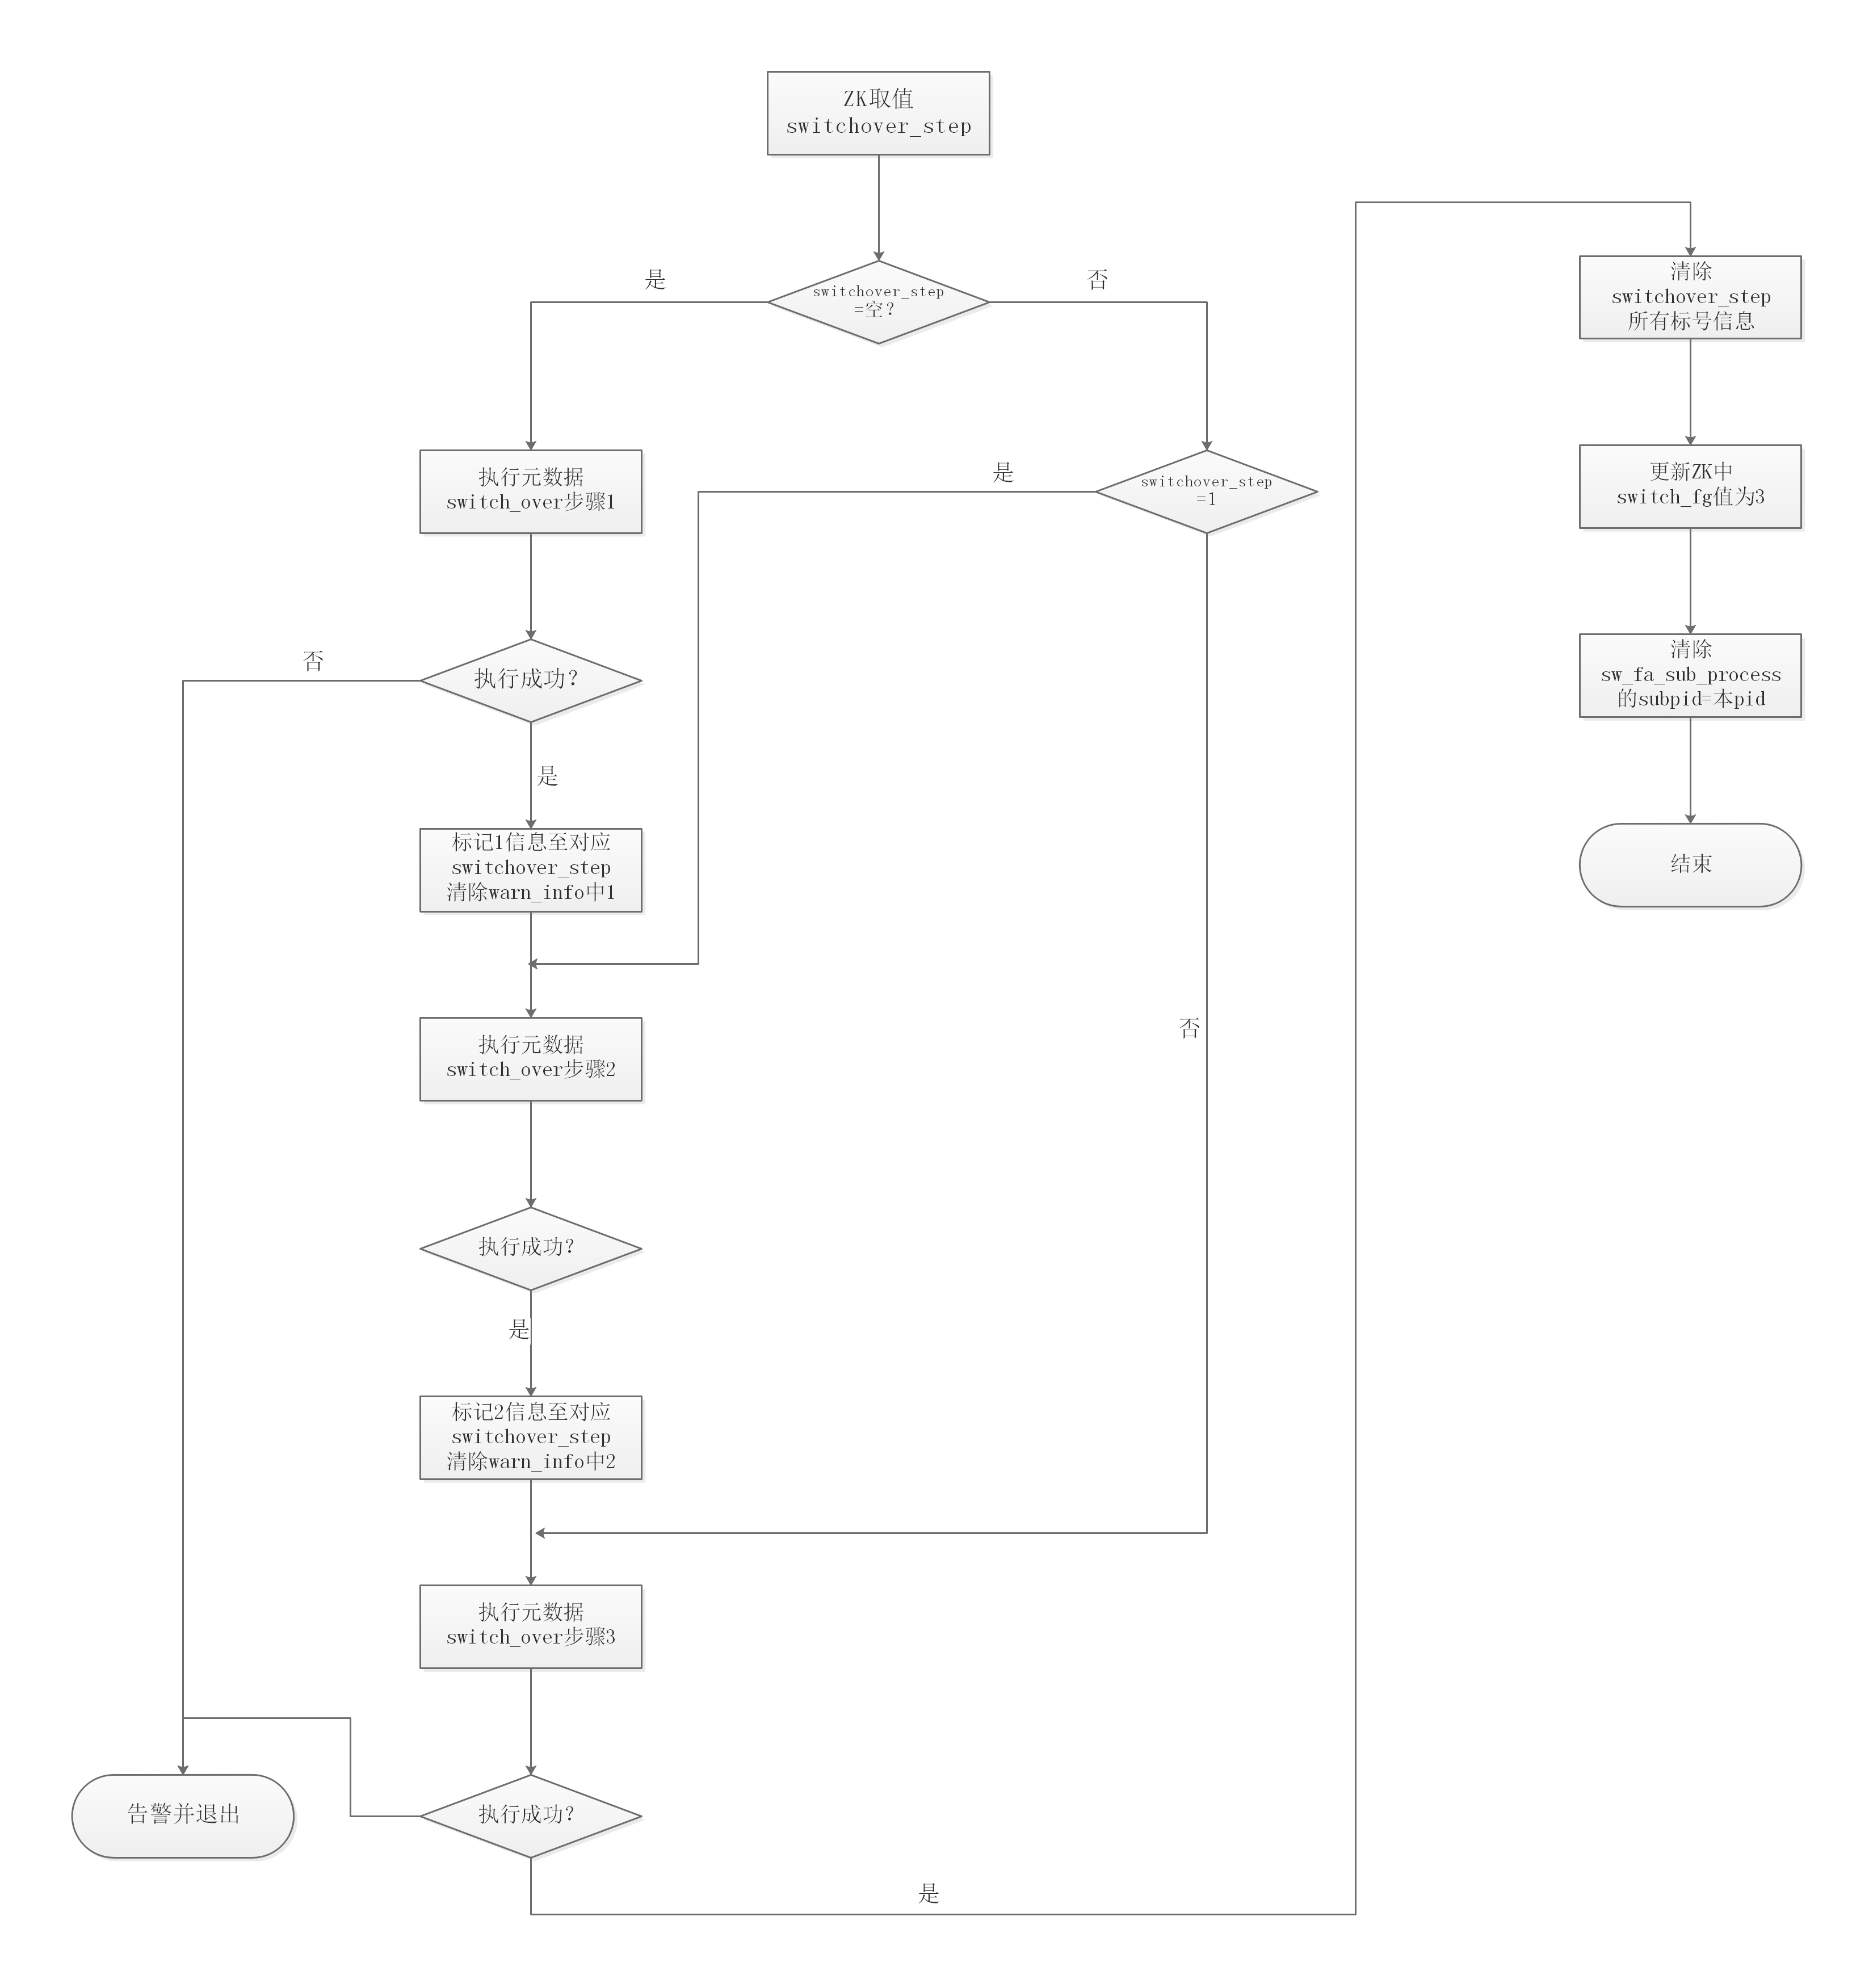 ZK取值
switchover_step
switchover_step
=空?
是
否
执行元数据
switch_over步骤1
switchover_step
=1
是
否
执行成功?
否
是
标记1信息至对应
switchover_step
清除warn_info中1
执行元数据
switch_over步骤2
执行成功?
是
标记2信息至对应
switchover_step
清除warn_info中2
执行元数据
switch_over步骤3
执行成功?
告警并退出
是
清除
switchover_step
所有标号信息
更新ZK中
switch_fg值为3
清除
sw_fa_sub_process
的subpid=本pid
结束